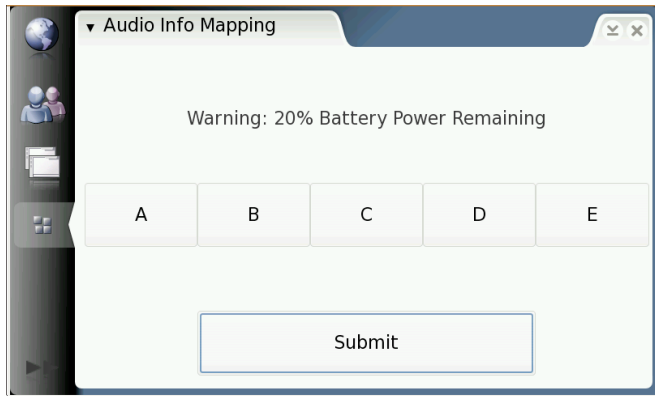 Audio Info Mapping
Warning: 20% Battery Power Remaining
A B C D E
Submit